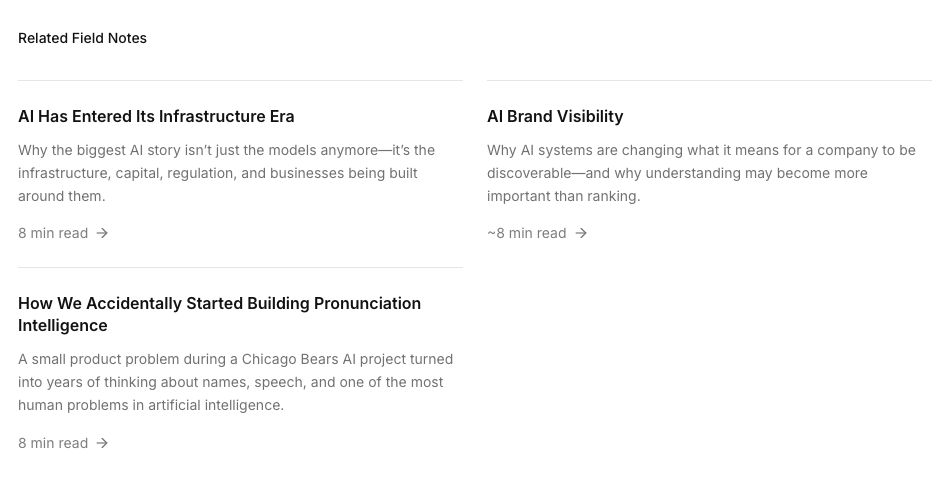 Related Field Notes
AI Has Entered Its Infrastructure Era
Why the biggest AI story isn’t just the models anymore—it’s the
infrastructure, capital, regulation, and businesses being built
around them.
8 min read →
AI Brand Visibility
Why AI systems are changing what it means for a company to be
discoverable—and why understanding may become more
important than ranking.
~8 min read →
How We Accidentally Started Building Pronunciation
Intelligence
A small product problem during a Chicago Bears AI project turned
into years of thinking about names, speech, and one of the most
human problems in artificial intelligence.
8 min read →